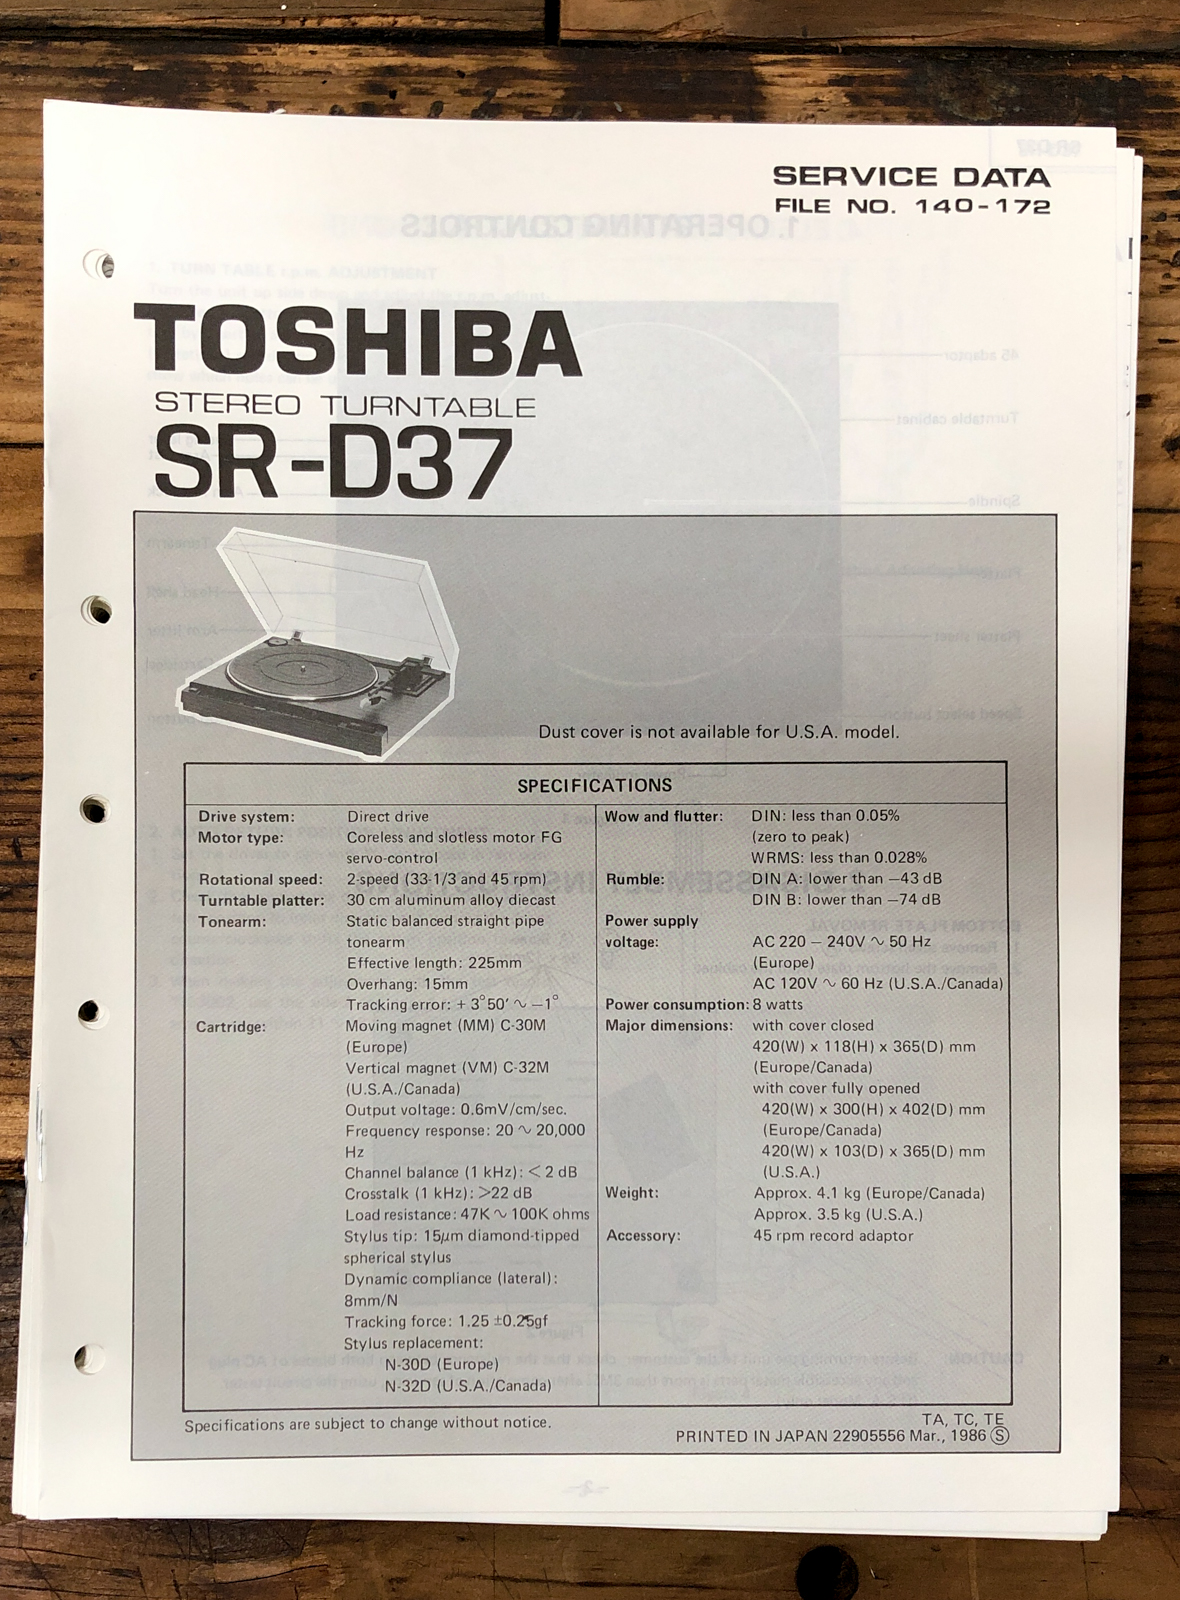 SERVICE DATA
FILE NO. 140-172
TOSHIBA
STEREO TURNTABLE
SR-D37
Dust cover is not available for U.S.A. model.
SPECIFICATIONS
Drive system: Direct drive
Motor type: Coreless and slotless motor FG
servo-control
Rotational speed: 2-speed (33-1/3 and 45 rpm)
Turntable platter: 30 cm aluminum alloy diecast
Tonearm: Static balanced straight pipe
tonearm
Effective length: 225mm
Overhang: 15mm
Tracking error: + 3°50′ ∿ −1°
Cartridge: Moving magnet (MM) C-30M
(Europe)
Vertical magnet (VM) C-32M
(U.S.A./Canada)
Output voltage: 0.6mV/cm/sec.
Frequency response: 20 ∿ 20,000
Hz
Channel balance (1 kHz): < 2 dB
Crosstalk (1 kHz): >22 dB
Load resistance: 47K ∿ 100K ohms
Stylus tip: 15μm diamond-tipped
spherical stylus
Dynamic compliance (lateral):
8mm/N
Tracking force: 1.25 ±0.25gf
Stylus replacement:
N-30D (Europe)
N-32D (U.S.A./Canada)
Wow and flutter: DIN: less than 0.05%
(zero to peak)
WRMS: less than 0.028%
Rumble: DIN A: lower than −43 dB
DIN B: lower than −74 dB
Power supply
voltage: AC 220 – 240V ∿ 50 Hz
(Europe)
AC 120V ∿ 60 Hz (U.S.A./Canada)
Power consumption: 8 watts
Major dimensions: with cover closed
420(W) x 118(H) x 365(D) mm
(Europe/Canada)
with cover fully opened
420(W) x 300(H) x 402(D) mm
(Europe/Canada)
420(W) x 103(D) x 365(D) mm
(U.S.A.)
Weight: Approx. 4.1 kg (Europe/Canada)
Approx. 3.5 kg (U.S.A.)
Accessory: 45 rpm record adaptor
Specifications are subject to change without notice.
TA, TC, TE
PRINTED IN JAPAN 22905556 Mar., 1986 Ⓢ